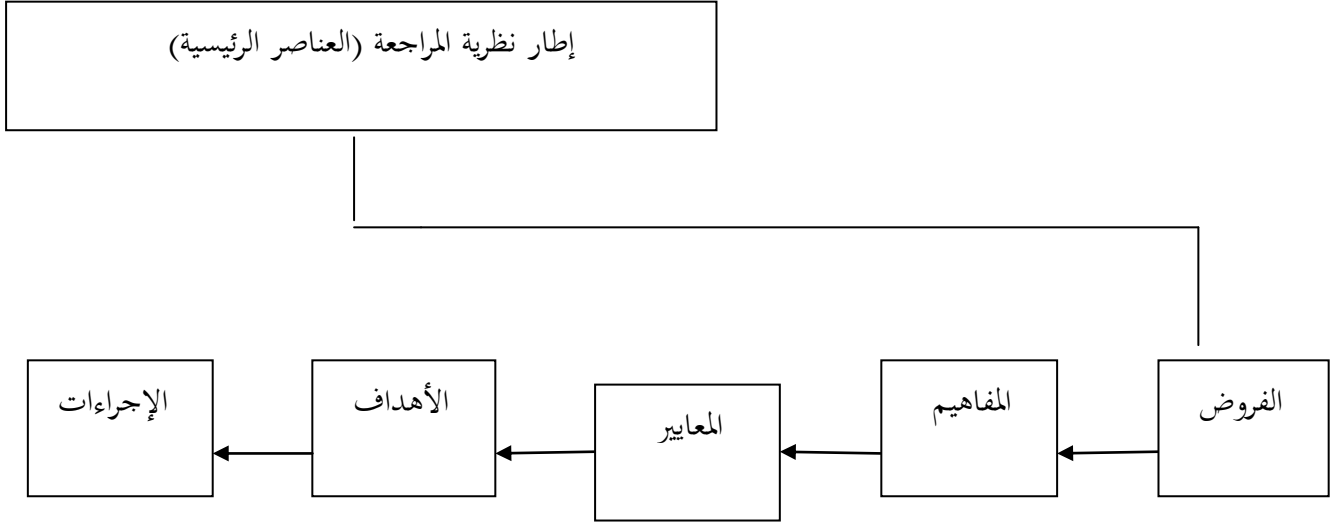 إطار نظرية المراجعة (العناصر الرئيسية)
الفروض
المفاهيم
المعايير
الأهداف
الإجراءات